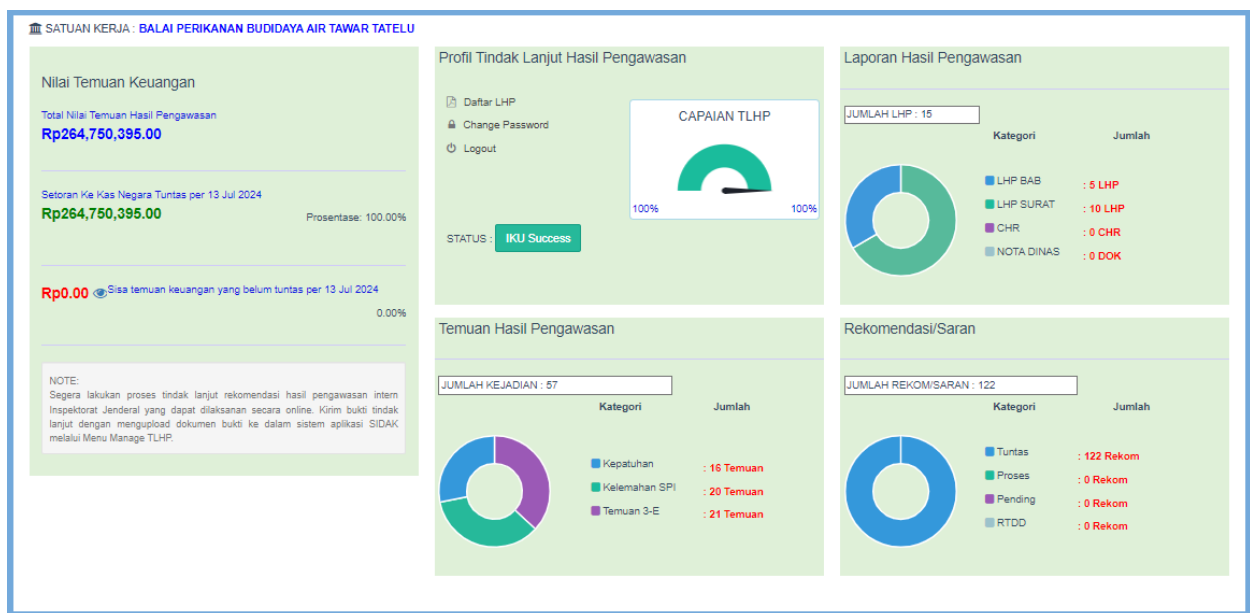 SATUAN KERJA : BALAI PERIKANAN BUDIDAYA AIR TAWAR TATELU
Nilai Temuan Keuangan
Total Nilai Temuan Hasil Pengawasan
Rp264,750,395.00
Setoran Ke Kas Negara Tuntas per 13 Jul 2024
Rp264,750,395.00 Prosentase: 100.00%
Rp0.00 Sisa temuan keuangan yang belum tuntas per 13 Jul 2024
0.00%
NOTE:
Segera lakukan proses tindak lanjut rekomendasi hasil pengawasan intern
Inspektorat Jenderal yang dapat dilaksanan secara online. Kirim bukti tindak
lanjut dengan mengupload dokumen bukti ke dalam sistem aplikasi SIDAK
melalui Menu Manage TLHP.
Profil Tindak Lanjut Hasil Pengawasan
Daftar LHP
Change Password
Logout
CAPAIAN TLHP
100% 100%
STATUS : IKU Success
Laporan Hasil Pengawasan
JUMLAH LHP : 15
Kategori Jumlah
LHP BAB : 5 LHP
LHP SURAT : 10 LHP
CHR : 0 CHR
NOTA DINAS : 0 DOK
Temuan Hasil Pengawasan
JUMLAH KEJADIAN : 57
Kategori Jumlah
Kepatuhan : 16 Temuan
Kelemahan SPI : 20 Temuan
Temuan 3-E : 21 Temuan
Rekomendasi/Saran
JUMLAH REKOM/SARAN : 122
Kategori Jumlah
Tuntas : 122 Rekom
Proses : 0 Rekom
Pending : 0 Rekom
RTDD : 0 Rekom